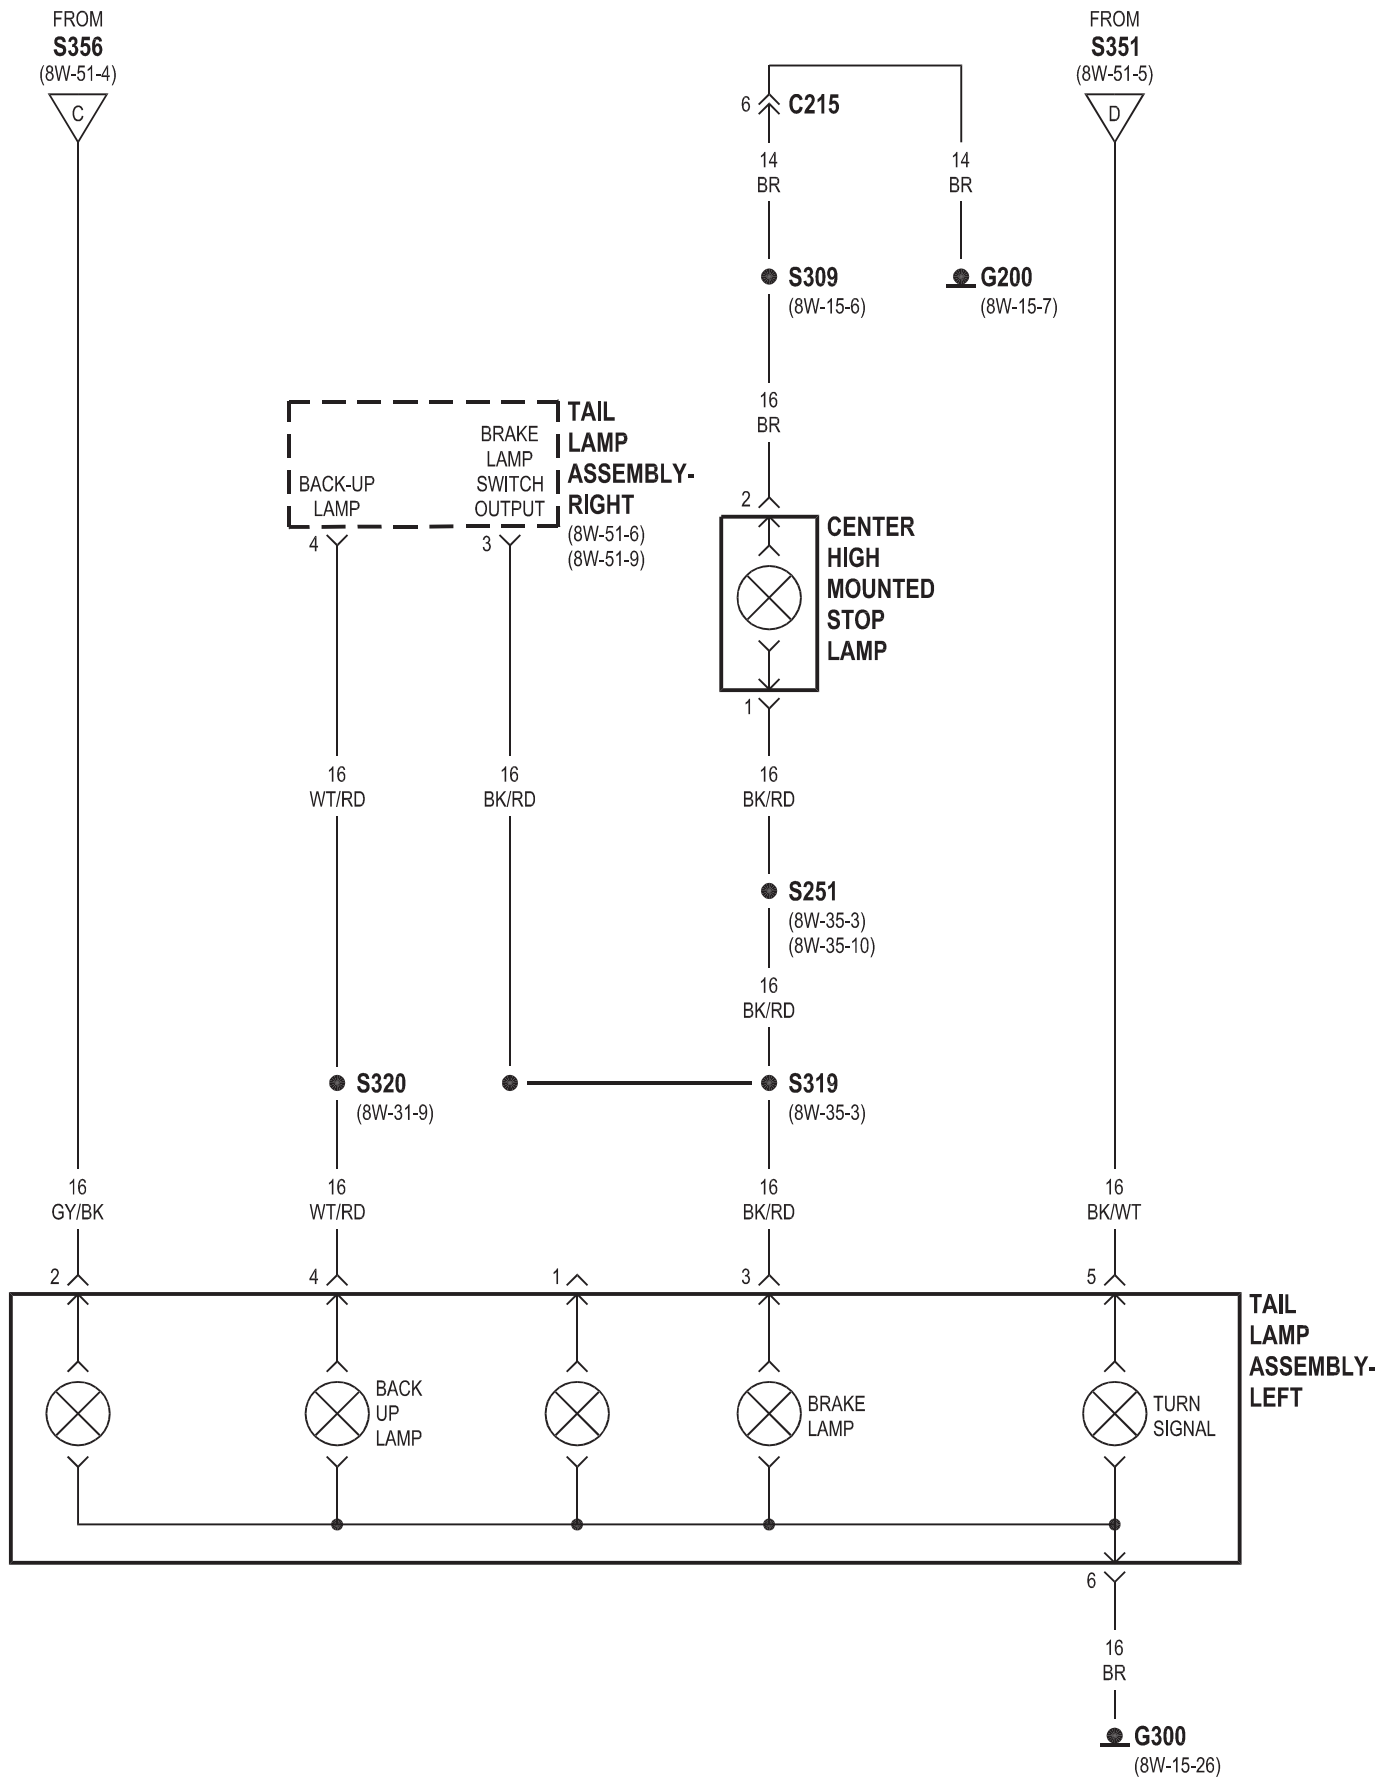 FROM
S356
(8W-51-4)
C
FROM
S351
(8W-51-5)
D
6
C215
14
BR
14
BR
S309
(8W-15-6)
G200
(8W-15-7)
16
BR
TAIL
LAMP
ASSEMBLY-
RIGHT
(8W-51-6)
(8W-51-9)
BACK-UP
LAMP
BRAKE
LAMP
SWITCH
OUTPUT
4
3
2
CENTER
HIGH
MOUNTED
STOP
LAMP
1
16
WT/RD
16
BK/RD
16
BK/RD
S251
(8W-35-3)
(8W-35-10)
16
BK/RD
S320
(8W-31-9)
S319
(8W-35-3)
16
GY/BK
16
WT/RD
16
BK/RD
16
BK/WT
2
4
1
3
5
TAIL
LAMP
ASSEMBLY-
LEFT
BACK
UP
LAMP
BRAKE
LAMP
TURN
SIGNAL
6
16
BR
G300
(8W-15-26)